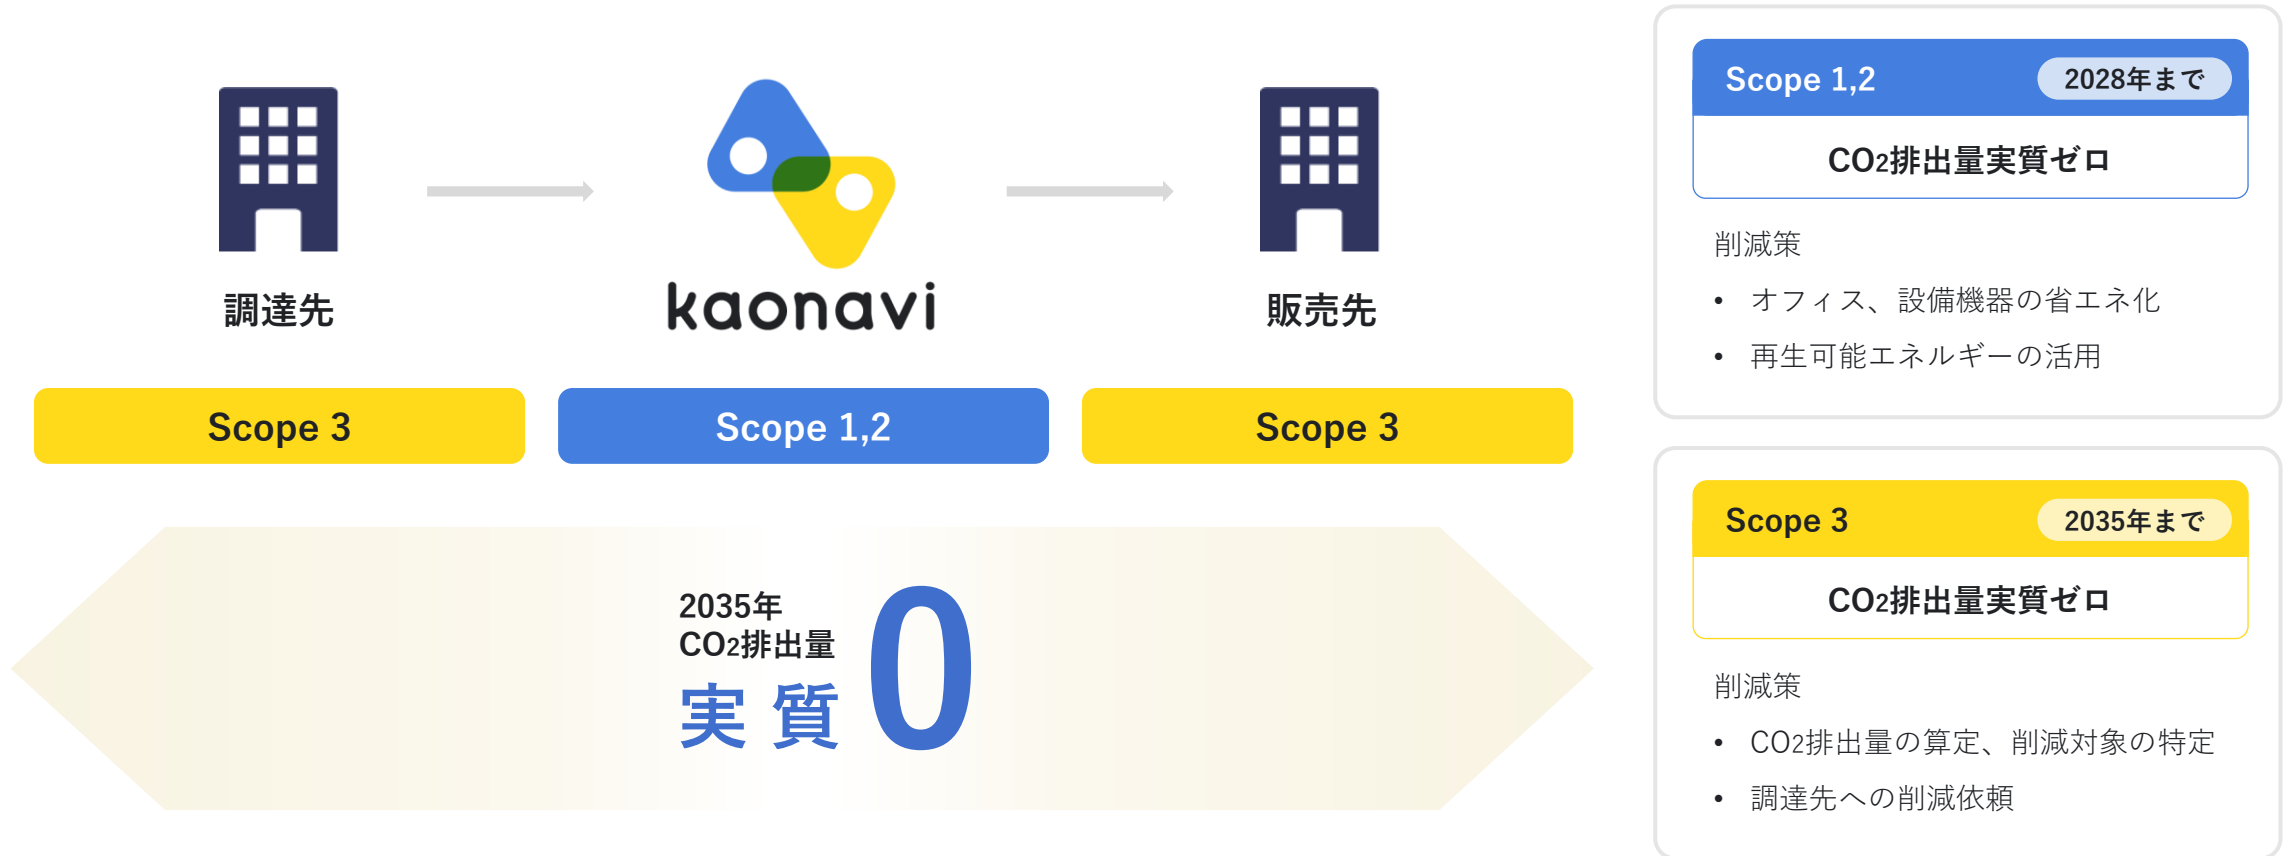 調達先
kaonavi
販売先
Scope 3
Scope 1,2
Scope 3
2035年
CO2排出量
実質
0
Scope 1,2
2028年まで
CO2排出量実質ゼロ
削減策
• オフィス、設備機器の省エネ化
• 再生可能エネルギーの活用
Scope 3
2035年まで
CO2排出量実質ゼロ
削減策
• CO2排出量の算定、削減対象の特定
• 調達先への削減依頼